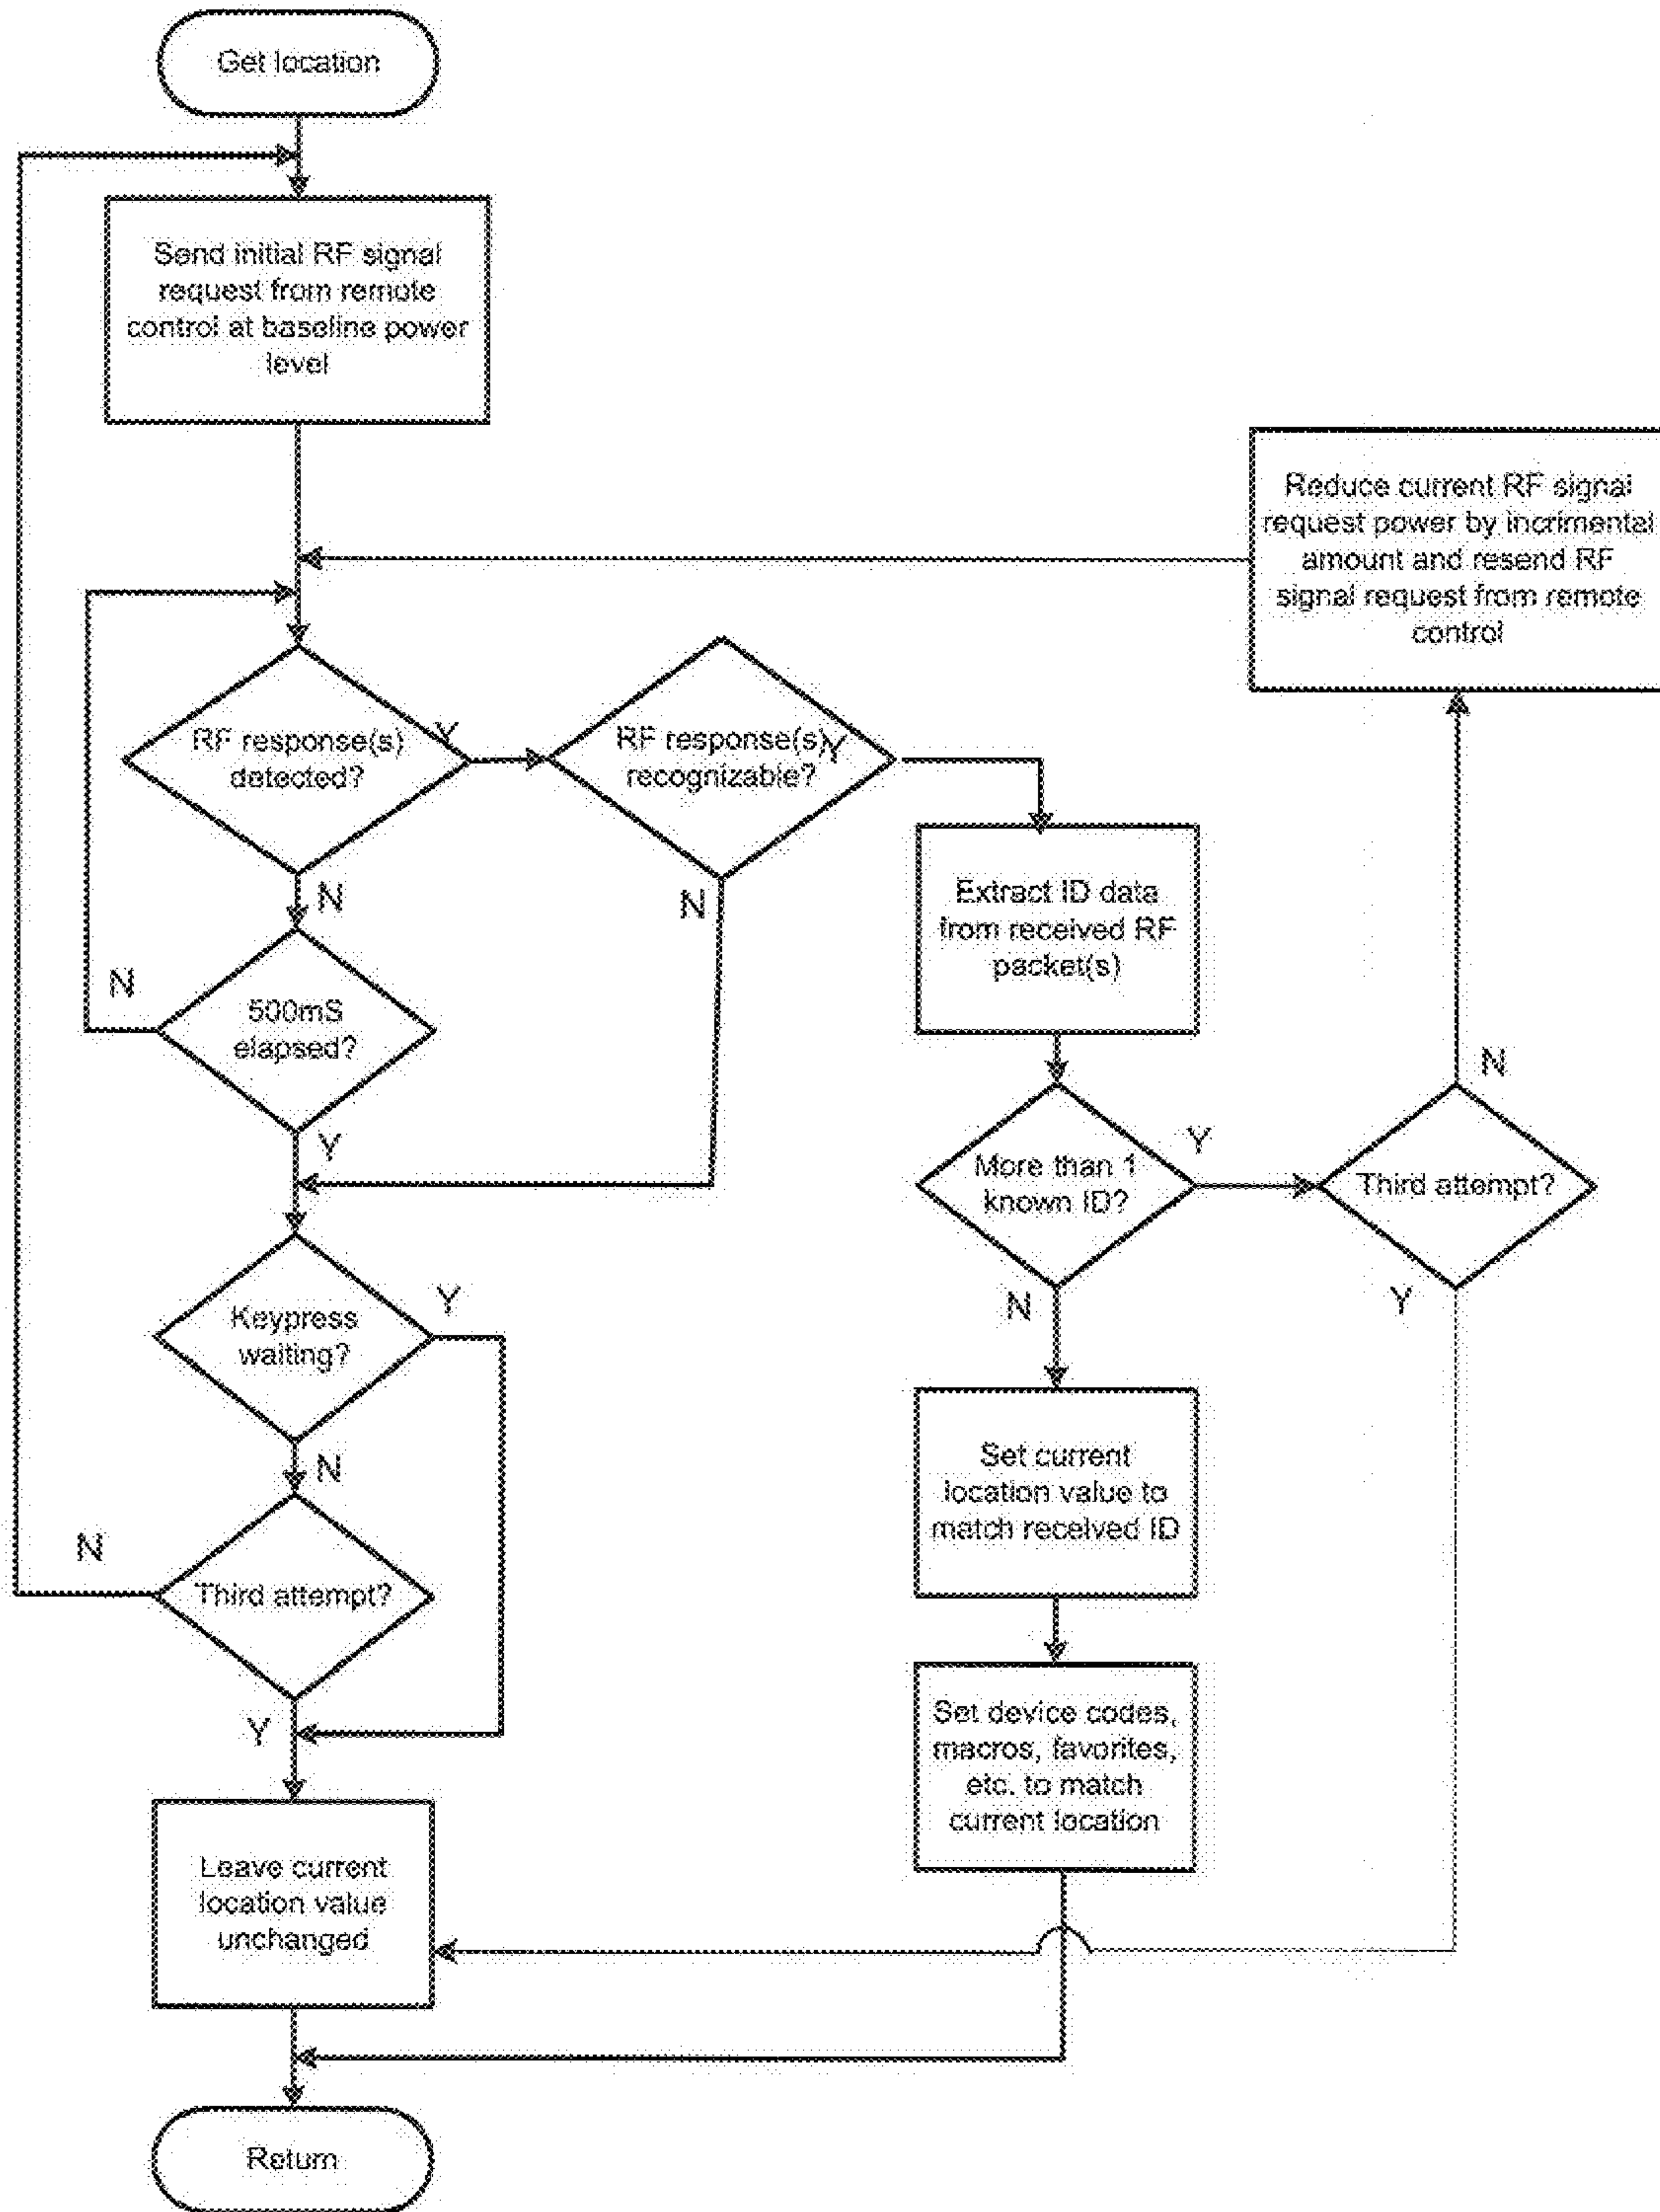 Get location
Send initial RF signal
request from remote
control at baseline power
level
Reduce current RF signal
request power by incrimental
amount and resend RF
signal request from remote
control
RF response(s)
detected?
Y
RF response(s)
recognizable?
Y
N
N
Extract ID data
from received RF
packet(s)
500mS
elapsed?
N
Y
More than 1
known ID?
Y
N
Third attempt?
N
Y
Keypress
waiting?
Y
N
Set current
location value to
match received ID
Third attempt?
N
Y
Set device codes,
macros, favorites,
etc. to match
current location
Leave current
location value
unchanged
Return